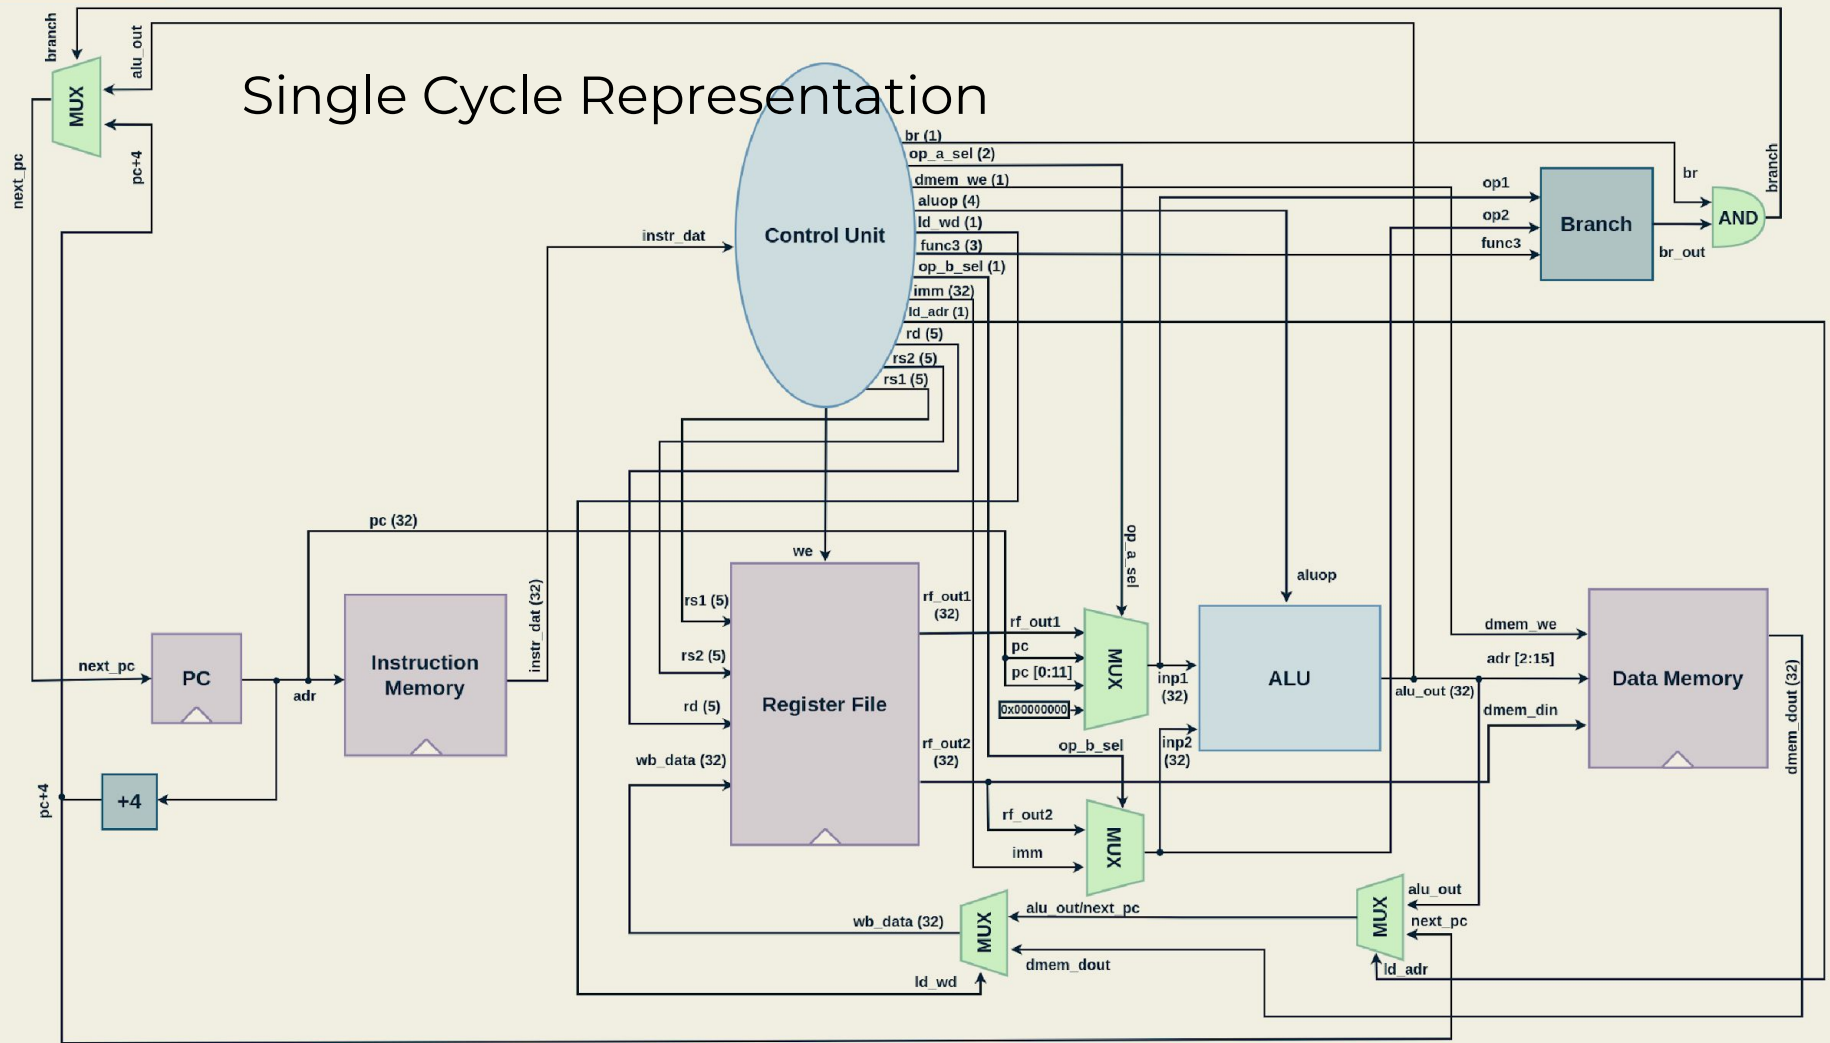 branch
alu_out
MUX
next_pc
pc+4
Single Cycle Representation
br (1)
op_a_sel (2)
dmem_we (1)
aluop (4)
ld_wd (1)
func3 (3)
op_b_sel (1)
imm (32)
ld_adr (1)
rd (5)
rs2 (5)
rs1 (5)
Control Unit
instr_dat
op1
op2
func3
Branch
br
br_out
AND
branch
pc (32)
we
op_a_sel
aluop
next_pc
PC
adr
Instruction
Memory
instr_dat (32)
rs1 (5)
rs2 (5)
rd (5)
wb_data (32)
Register File
rf_out1
(32)
rf_out2
(32)
rf_out1
pc
pc [0:11]
0x00000000
MUX
inp1
(32)
inp2
(32)
ALU
alu_out (32)
dmem_we
adr [2:15]
dmem_din
Data Memory
dmem_dout (32)
pc+4
+4
op_b_sel
rf_out2
imm
MUX
wb_data (32)
MUX
alu_out/next_pc
dmem_dout
ld_wd
MUX
alu_out
next_pc
ld_adr